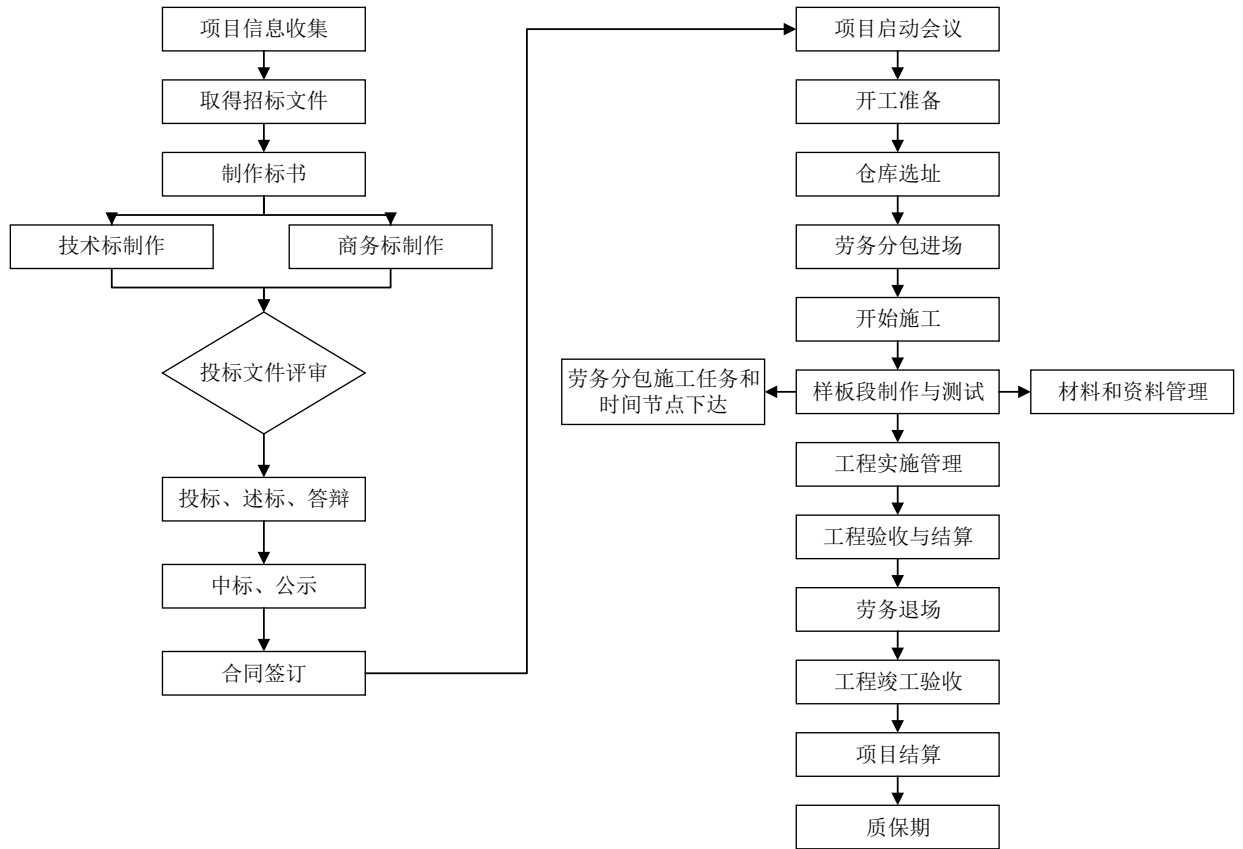 项目信息收集
取得招标文件
制作标书
技术标制作
商务标制作
投标文件评审
投标、述标、答辩
中标、公示
合同签订
项目启动会议
开工准备
仓库选址
劳务分包进场
开始施工
劳务分包施工任务和
时间节点下达
样板段制作与测试
材料和资料管理
工程实施管理
工程验收与结算
劳务退场
工程竣工验收
项目结算
质保期